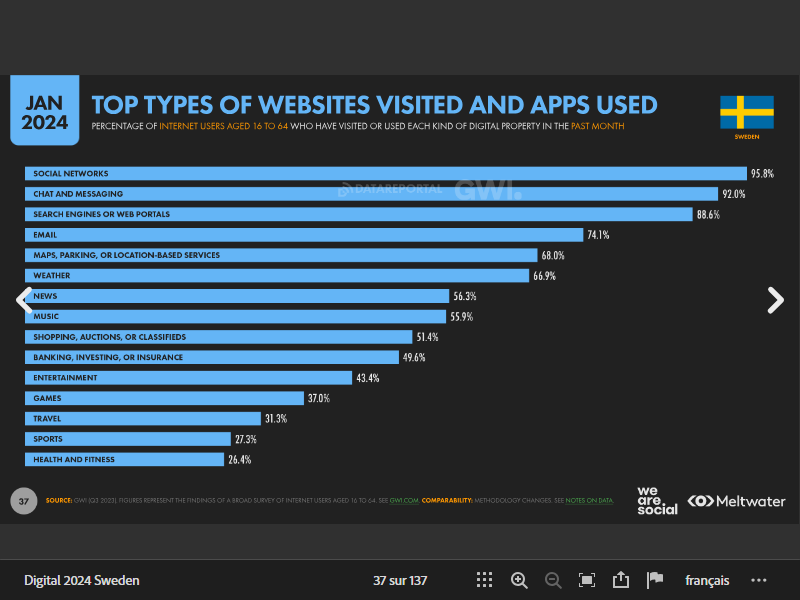 JAN
2024
TOP TYPES OF WEBSITES VISITED AND APPS USED
PERCENTAGE OF INTERNET USERS AGED 16 TO 64 WHO HAVE VISITED OR USED EACH KIND OF DIGITAL PROPERTY IN THE PAST MONTH
SWEDEN
SOCIAL NETWORKS 95.8%
DATAREPORTAL GWI.
CHAT AND MESSAGING 92.0%
SEARCH ENGINES OR WEB PORTALS 88.6%
EMAIL 74.1%
MAPS, PARKING, OR LOCATION-BASED SERVICES 68.0%
WEATHER 66.9%
NEWS 56.3%
MUSIC 55.9%
SHOPPING, AUCTIONS, OR CLASSIFIEDS 51.4%
BANKING, INVESTING, OR INSURANCE 49.6%
ENTERTAINMENT 43.4%
GAMES 37.0%
TRAVEL 31.3%
SPORTS 27.3%
HEALTH AND FITNESS 26.4%
37
SOURCE: GWI (Q3 2023). FIGURES REPRESENT THE FINDINGS OF A BROAD SURVEY OF INTERNET USERS AGED 16 TO 64. SEE GWI.COM. COMPARABILITY: METHODOLOGY CHANGES. SEE NOTES ON DATA.
we
are.
social
Meltwater
Digital 2024 Sweden
37 sur 137
français